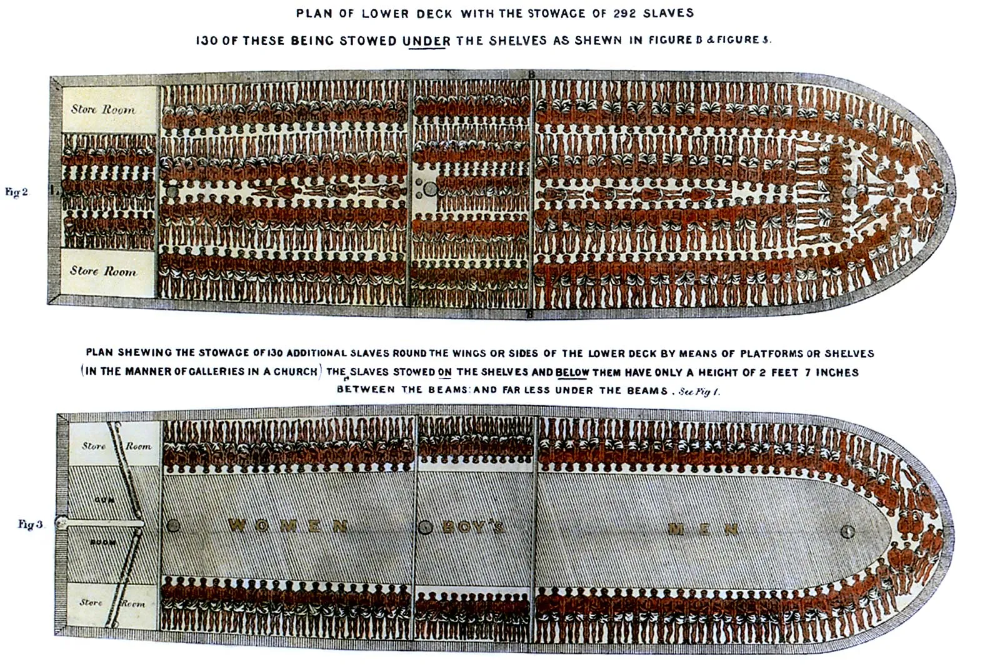 PLAN OF LOWER DECK WITH THE STOWAGE OF 292 SLAVES
130 OF THESE BEING STOWED UNDER THE SHELVES AS SHEWN IN FIGURE B & FIGURE 3.
B
Store Room
Fig 2
Store Room
B
PLAN SHEWING THE STOWAGE OF 130 ADDITIONAL SLAVES ROUND THE WINGS OR SIDES OF THE LOWER DECK BY MEANS OF PLATFORMS OR SHELVES
(IN THE MANNER OF GALLERIES IN A CHURCH) THE SLAVES STOWED ON THE SHELVES AND BELOW THEM HAVE ONLY A HEIGHT OF 2 FEET 7 INCHES
BETWEEN THE BEAMS: AND FAR LESS UNDER THE BEAMS. See Fig 1.
Store Room
GUN
Fig 3
WOMEN
BOY'S
MEN
ROOM
Store Room